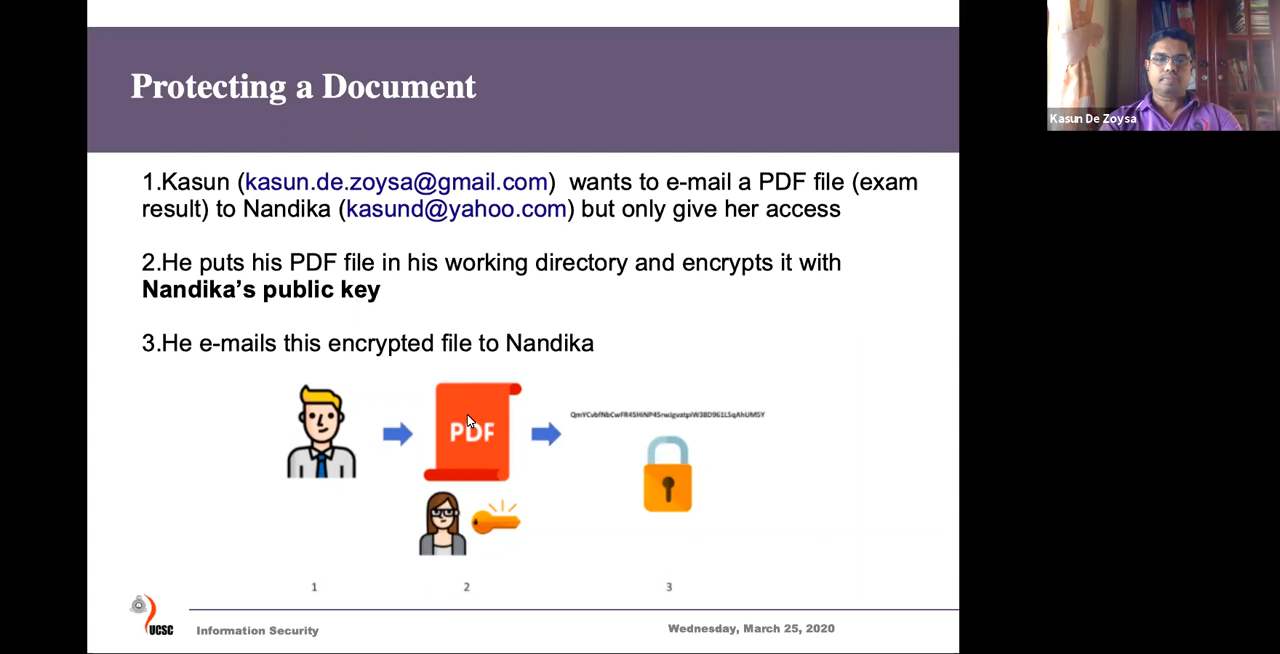 Protecting a Document
Kasun De Zoysa
1.Kasun (kasun.de.zoysa@gmail.com) wants to e-mail a PDF file (exam
result) to Nandika (kasund@yahoo.com) but only give her access
2.He puts his PDF file in his working directory and encrypts it with
Nandika's public key
3.He e-mails this encrypted file to Nandika
PDF
1
2
3
UCSC
Information Security
Wednesday, March 25, 2020